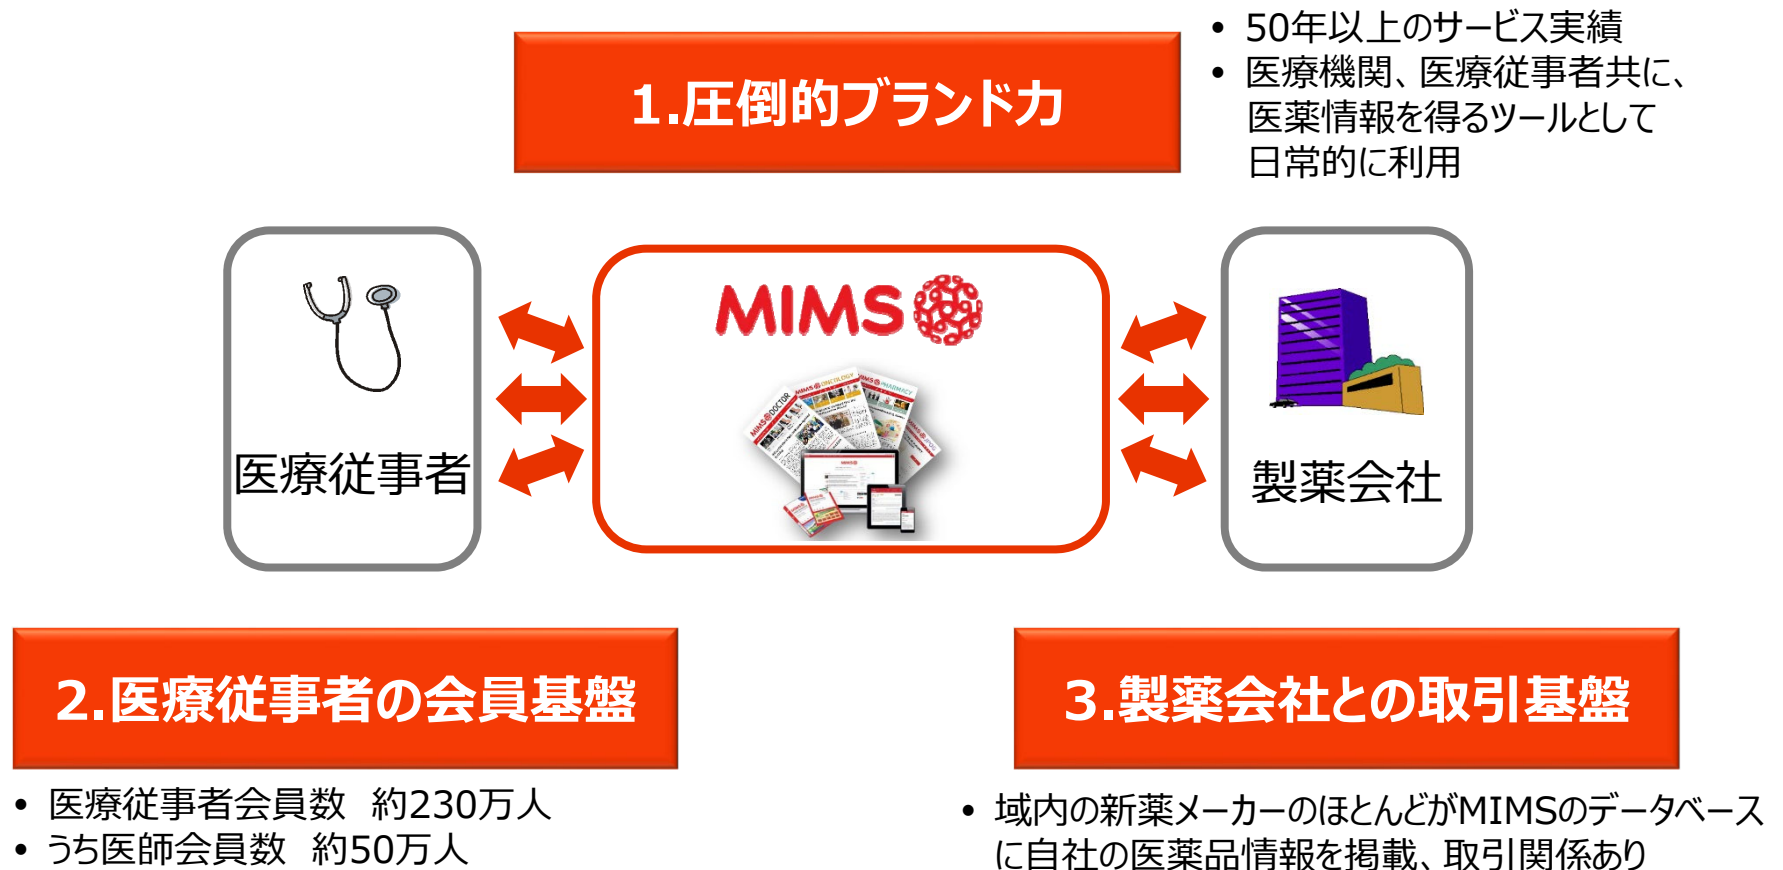 1.圧倒的ブランド力
• 50年以上のサービス実績
• 医療機関、医療従事者共に、
医薬情報を得るツールとして
日常的に利用
医療従事者
MIMS
MIMS DOCTOR
MIMS ONCOLOGY
MIMS PHARMACY
製薬会社
2.医療従事者の会員基盤
• 医療従事者会員数 約230万人
• うち医師会員数 約50万人
3.製薬会社との取引基盤
• 域内の新薬メーカーのほとんどがMIMSのデータベース
に自社の医薬品情報を掲載、取引関係あり